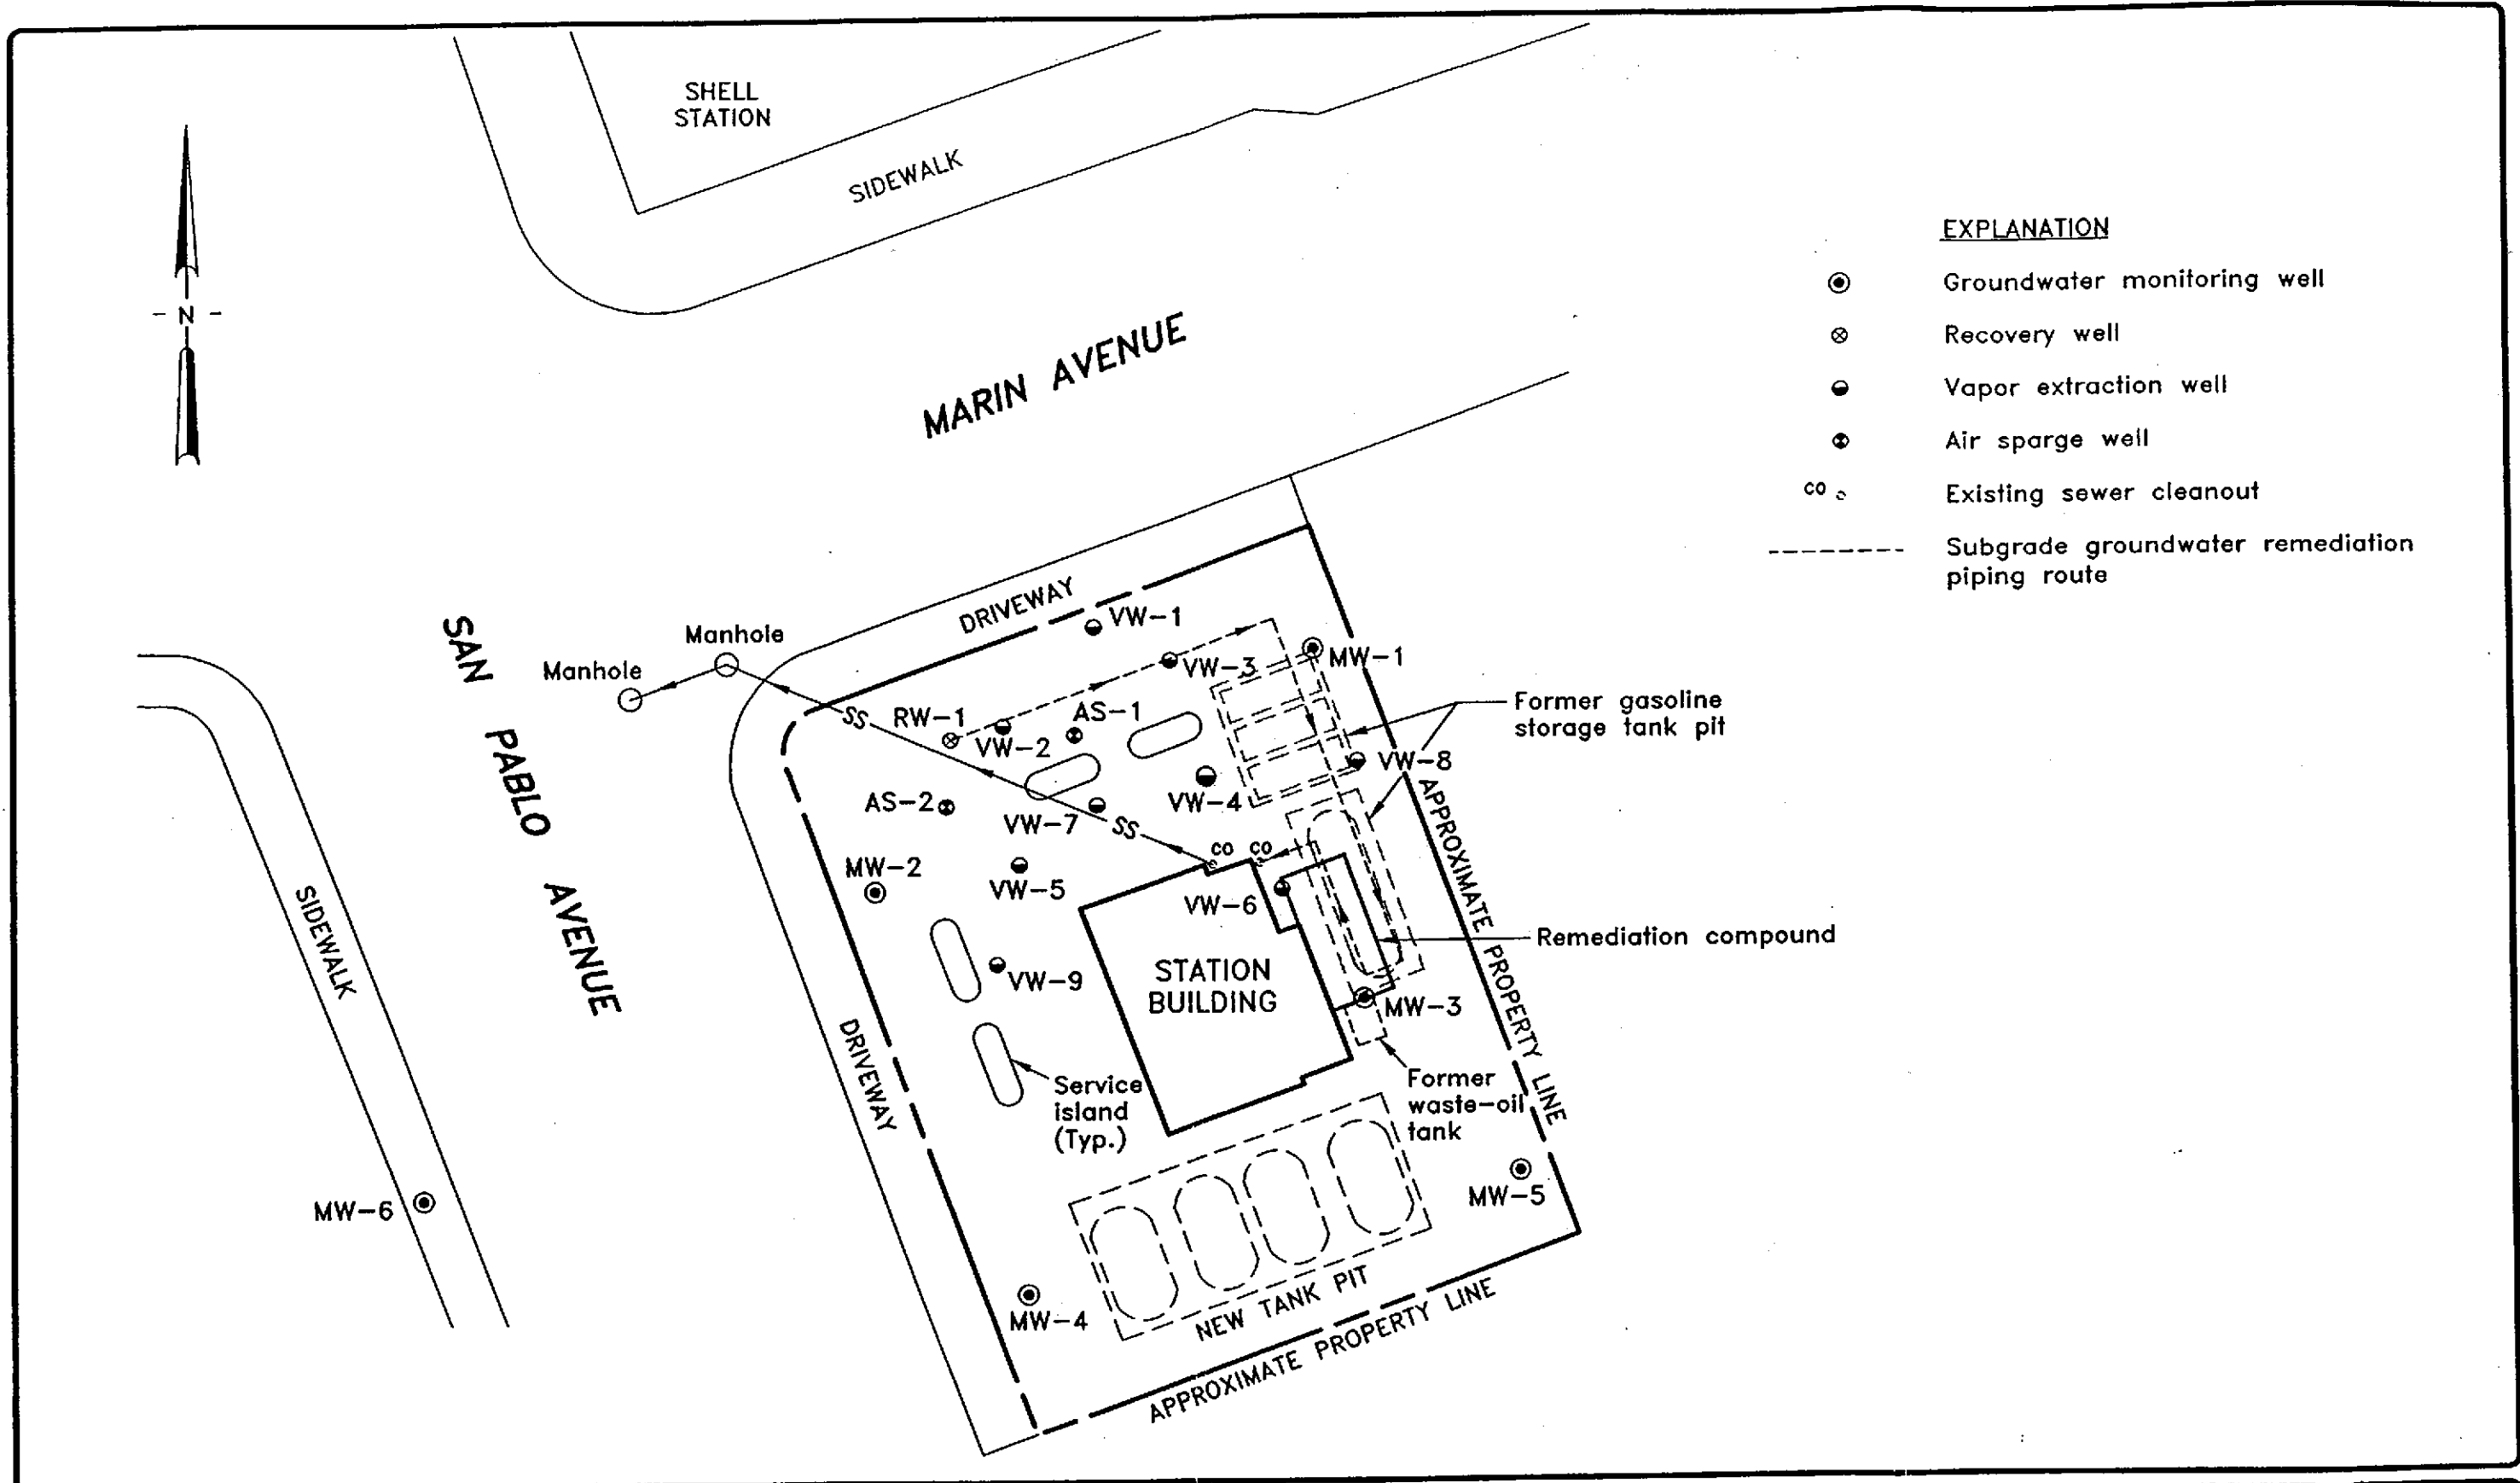 SHELL
STATION
SIDEWALK
N
MARIN AVENUE
EXPLANATION
Groundwater monitoring well
Recovery well
Vapor extraction well
Air sparge well
CO Existing sewer cleanout
Subgrade groundwater remediation
piping route
SAN PABLO AVENUE
Manhole
Manhole
DRIVEWAY
VW-1
VW-3
MW-1
SS
RW-1
VW-2
AS-1
Former gasoline
storage tank pit
VW-8
VW-4
AS-2
VW-7
SS
CO
CO
APPROXIMATE PROPERTY LINE
MW-2
VW-5
VW-6
SIDEWALK
Remediation compound
VW-9
STATION
BUILDING
MW-3
DRIVEWAY
Service
island
(Typ.)
Former
waste-oil
tank
MW-5
MW-6
MW-4
NEW TANK PIT
APPROXIMATE PROPERTY LINE